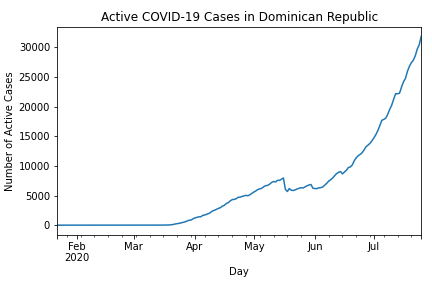 Active COVID-19 Cases in Dominican Republic
Number of Active Cases
30000
25000
20000
15000
10000
5000
0
Feb Mar Apr May Jun Jul
2020
Day